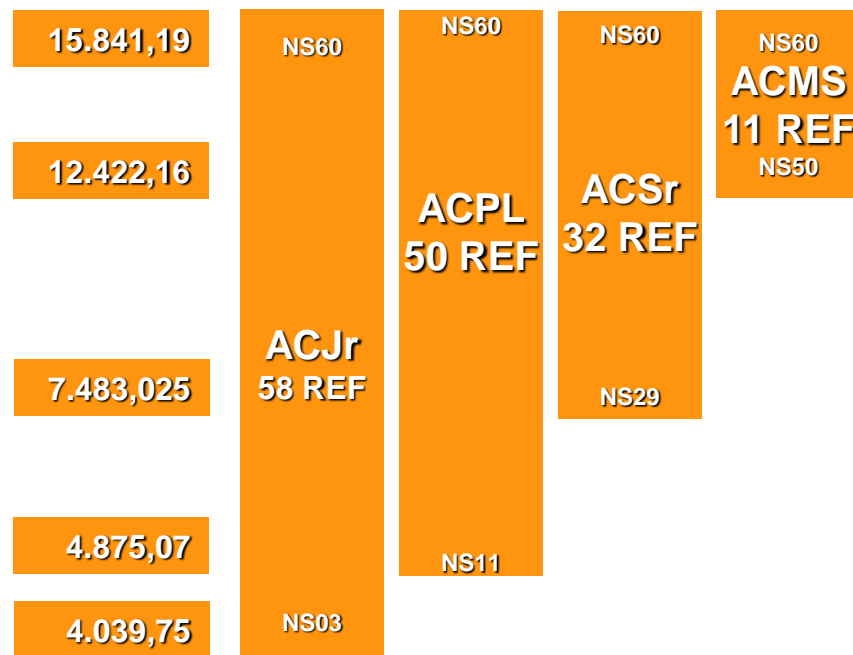 15.841,19
12.422,16
7.483,025
4.875,07
4.039,75
NS60
ACJr
58 REF
NS03
NS60
ACPL
50 REF
NS11
NS60
ACSr
32 REF
NS29
NS60
ACMS
11 REF
NS50